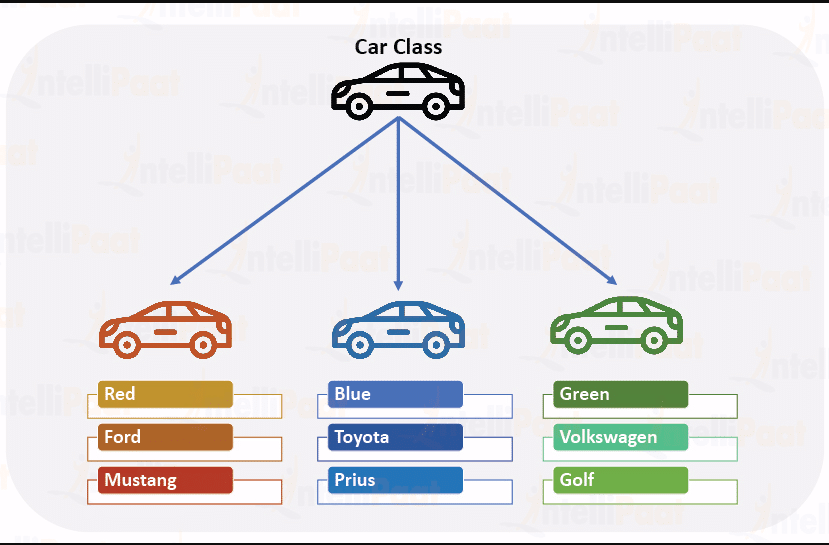 Car Class
Red
Ford
Mustang
Blue
Toyota
Prius
Green
Volkswagen
Golf